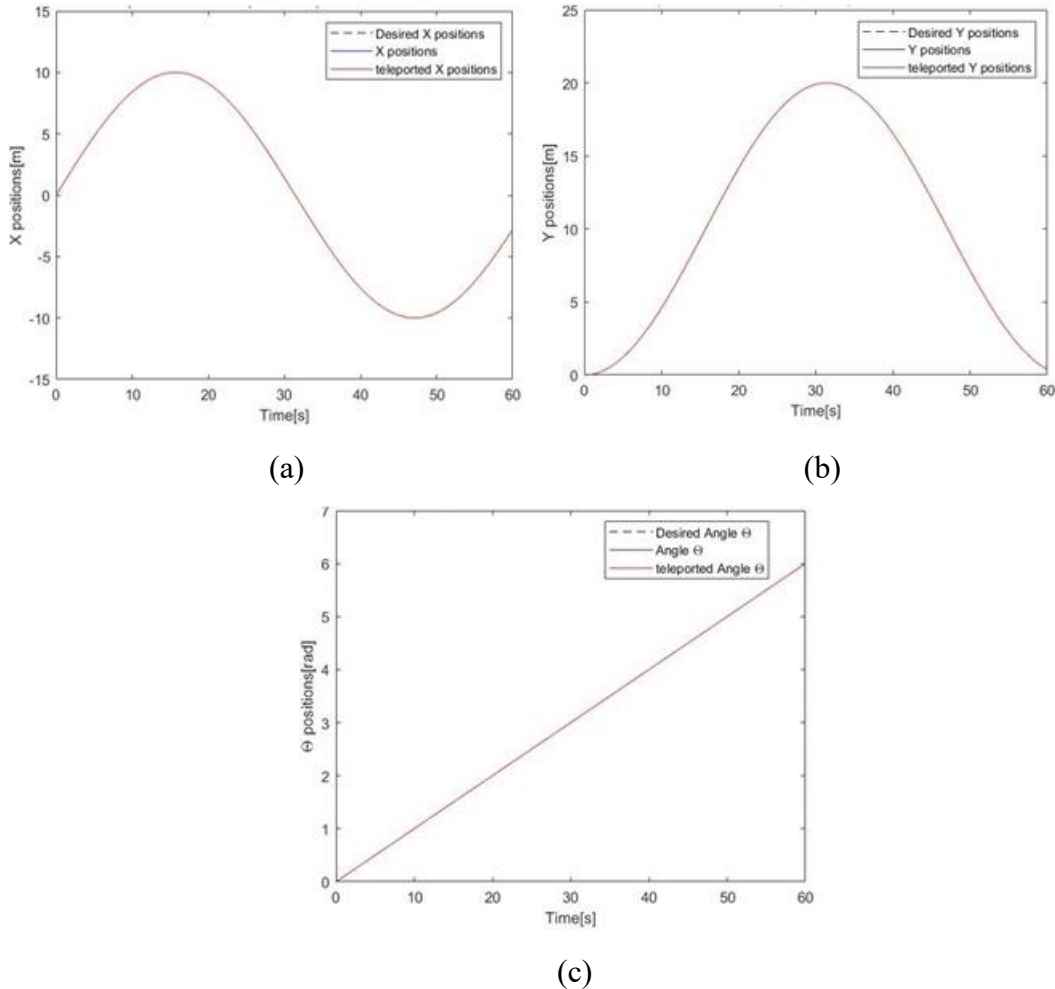 15
10
5
0
-5
-10
-15
X positions[m]
Desired X positions
X positions
teleported X positions
0 10 20 30 40 50 60
Time[s]
(a)
25
20
15
10
5
0
Y positions[m]
Desired Y positions
Y positions
teleported Y positions
0 10 20 30 40 50 60
Time[s]
(b)
7
6
5
4
3
2
1
0
Θ positions[rad]
Desired Angle Θ
Angle Θ
teleported Angle Θ
0 10 20 30 40 50 60
Time[s]
(c)